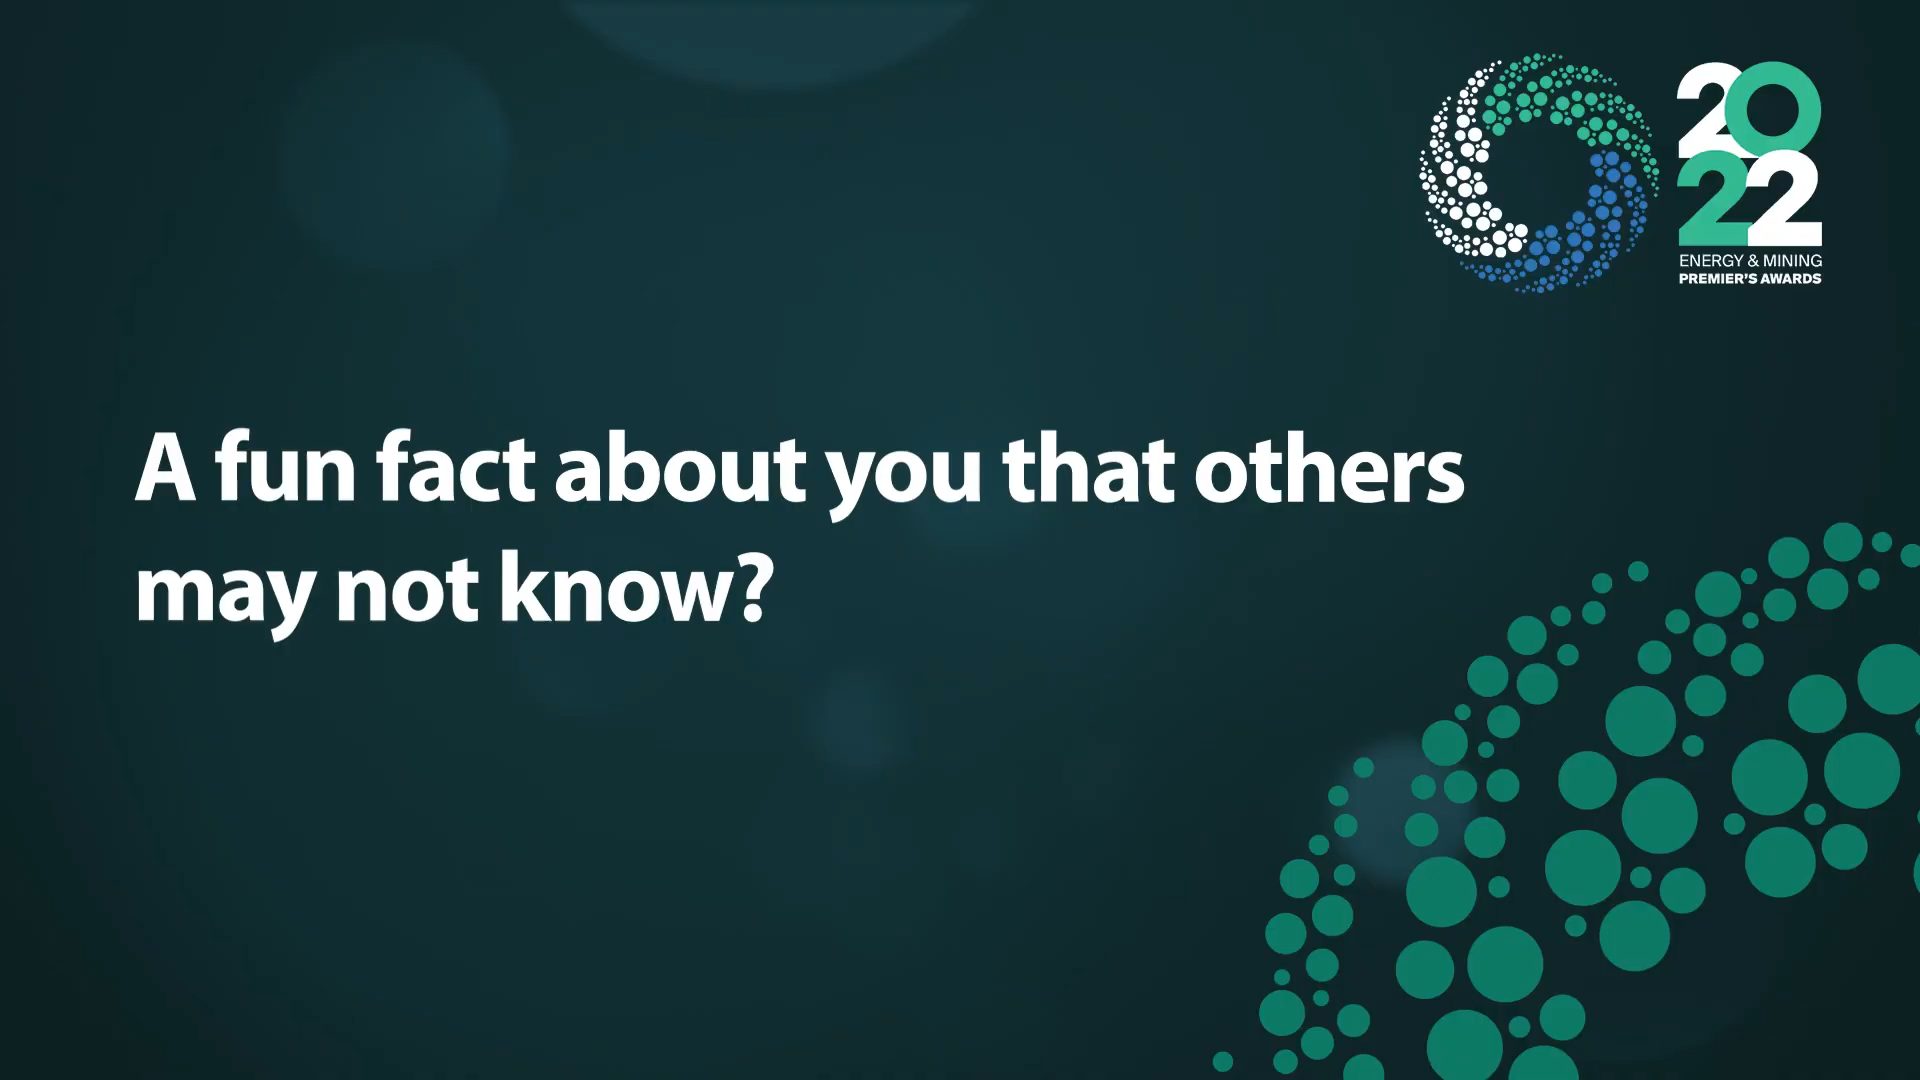 2022
ENERGY & MINING
PREMIER'S AWARDS
A fun fact about you that others
may not know?